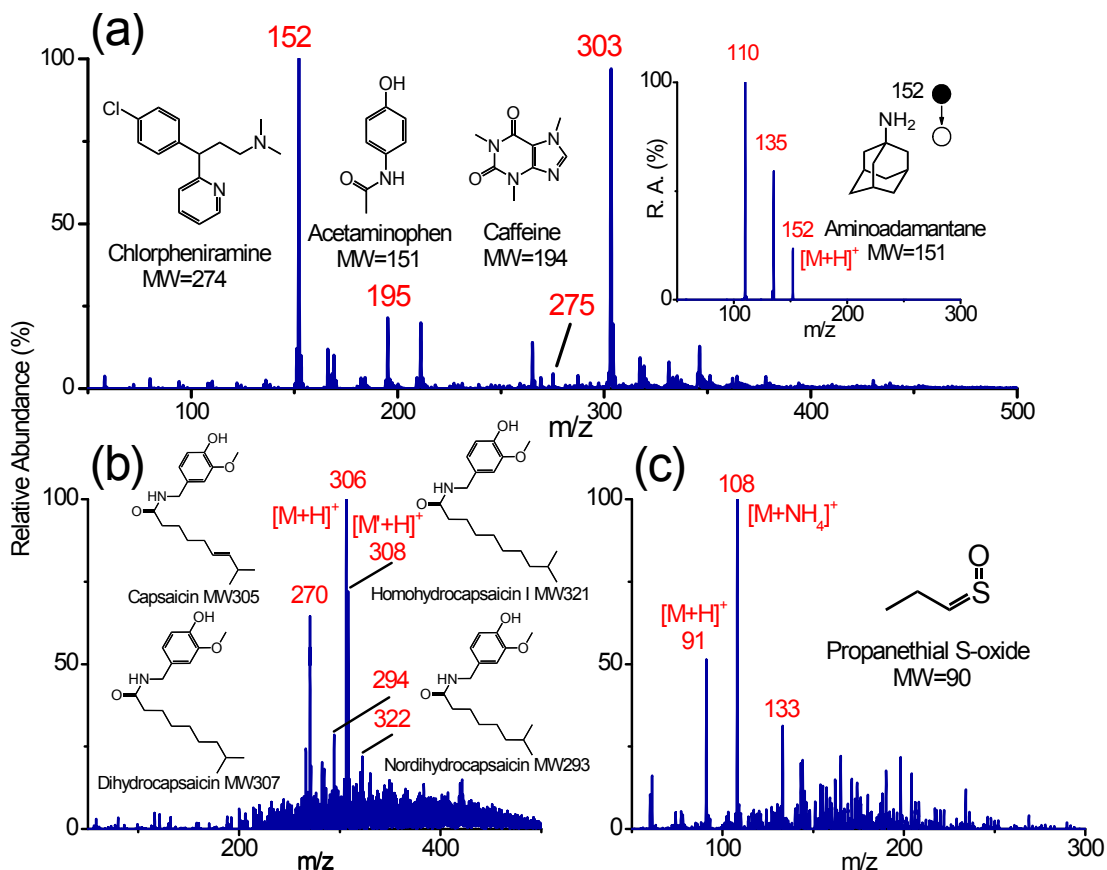 (a)
152
303
Cl
N
N
Chlorpheniramine
MW=274
OH
O
NH
Acetaminophen
MW=151
O
N
N
O
N
N
Caffeine
MW=194
195
275
110
135
152
[M+H]+
152
NH2
Aminoadamantane
MW=151
100
0
R. A. (%)
100
200
300
m/z
100
50
0
100
200
300
400
500
m/z
Relative Abundance (%)
(b)
OH
O
HN
O
Capsaicin MW305
OH
O
HN
O
Dihydrocapsaicin MW307
306
[M+H]+
[M'+H]+
308
270
294
322
OH
O
HN
O
Homohydrocapsaicin I MW321
OH
O
HN
O
Nordihydrocapsaicin MW293
100
50
0
200
400
m/z
(c)
108
[M+NH4]+
[M+H]+
91
133
O
S
Propanethial S-oxide
MW=90
100
50
0
100
200
300
m/z